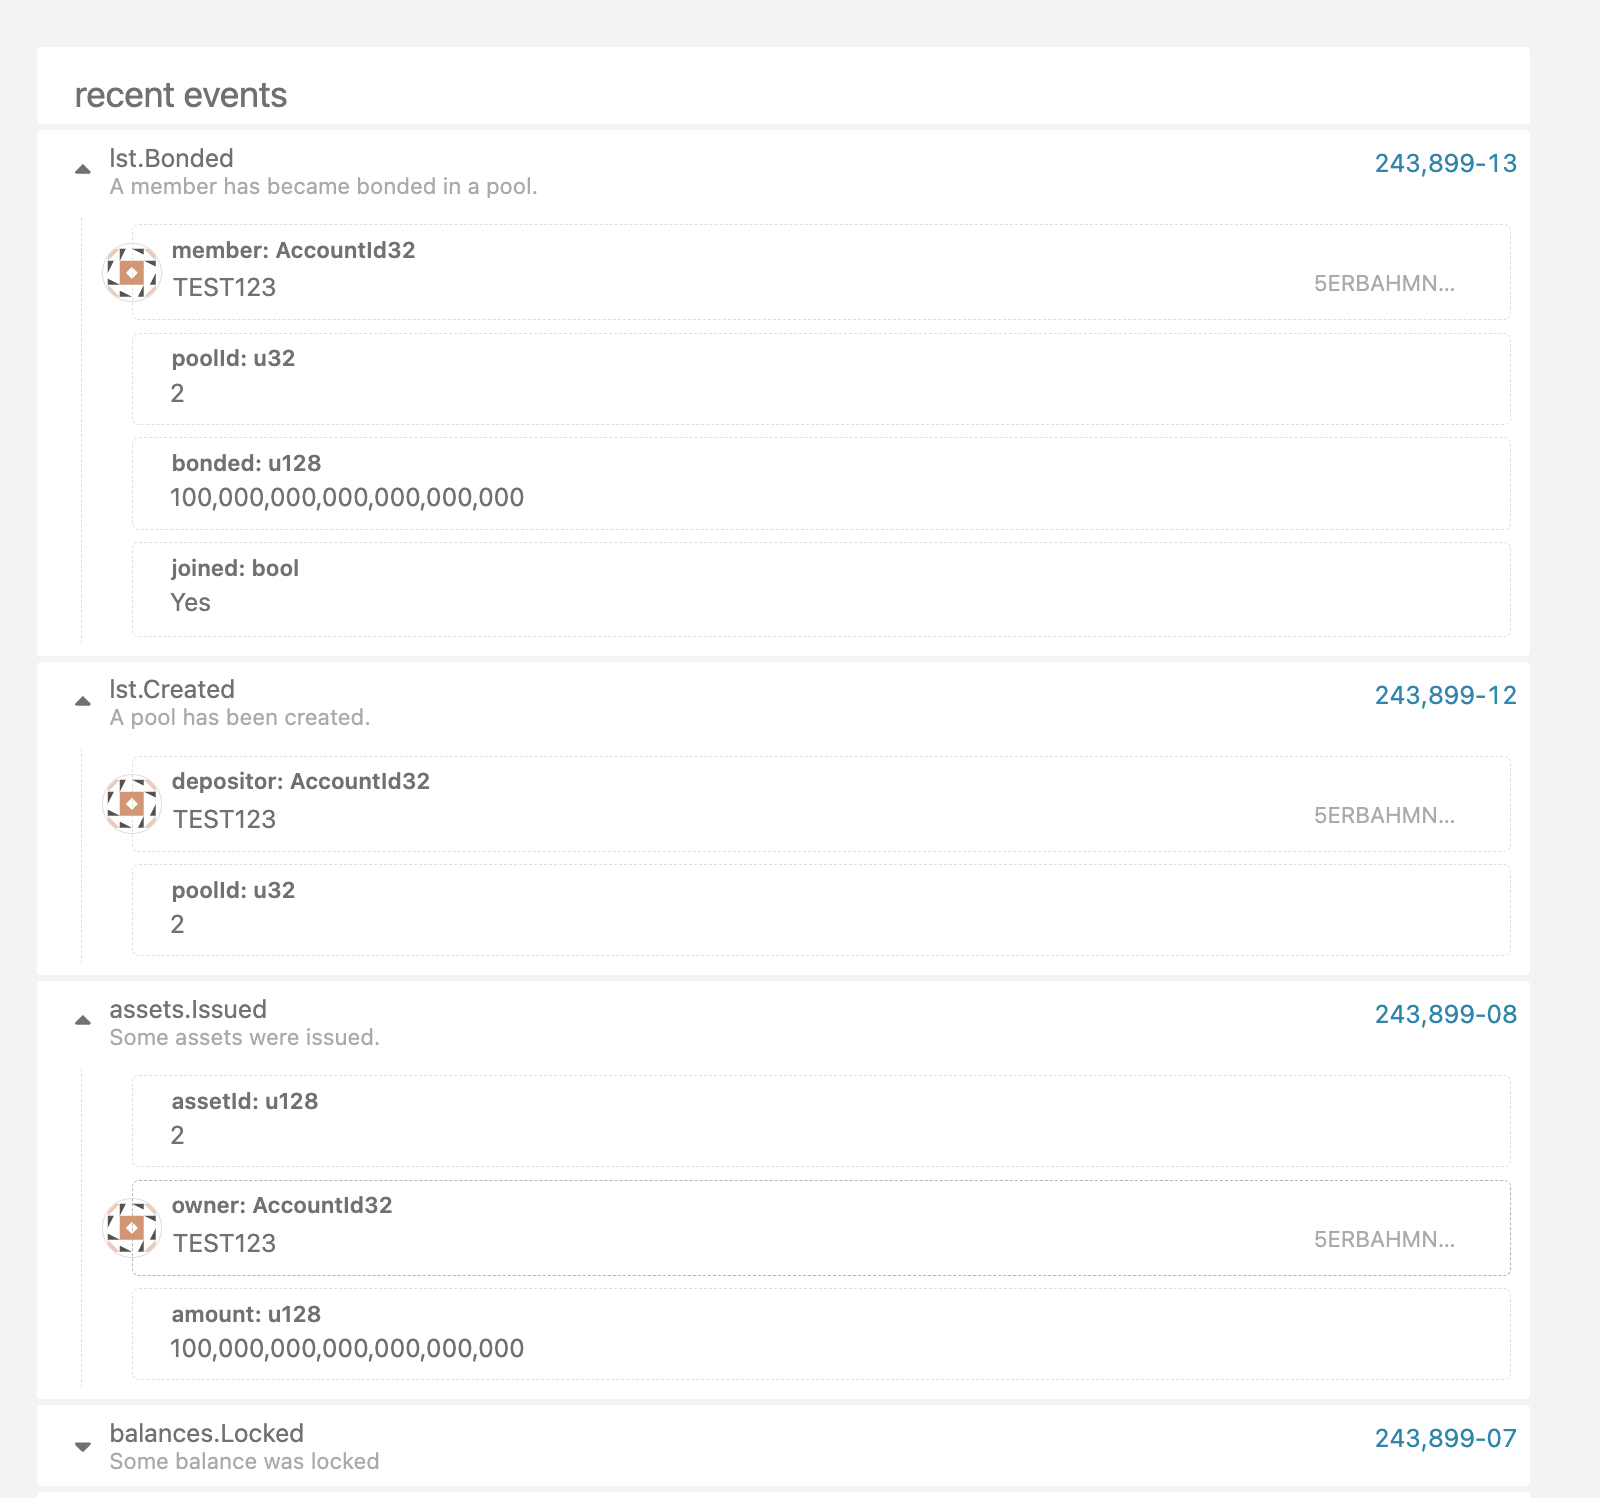 recent events
lst.Bonded
243,899-13
A member has became bonded in a pool.
member: AccountId32
TEST123
5ERBAHMN...
poolId: u32
2
bonded: u128
100,000,000,000,000,000,000
joined: bool
Yes
lst.Created
243,899-12
A pool has been created.
depositor: AccountId32
TEST123
5ERBAHMN...
poolId: u32
2
assets.Issued
243,899-08
Some assets were issued.
assetId: u128
2
owner: AccountId32
TEST123
5ERBAHMN...
amount: u128
100,000,000,000,000,000,000
balances.Locked
243,899-07
Some balance was locked